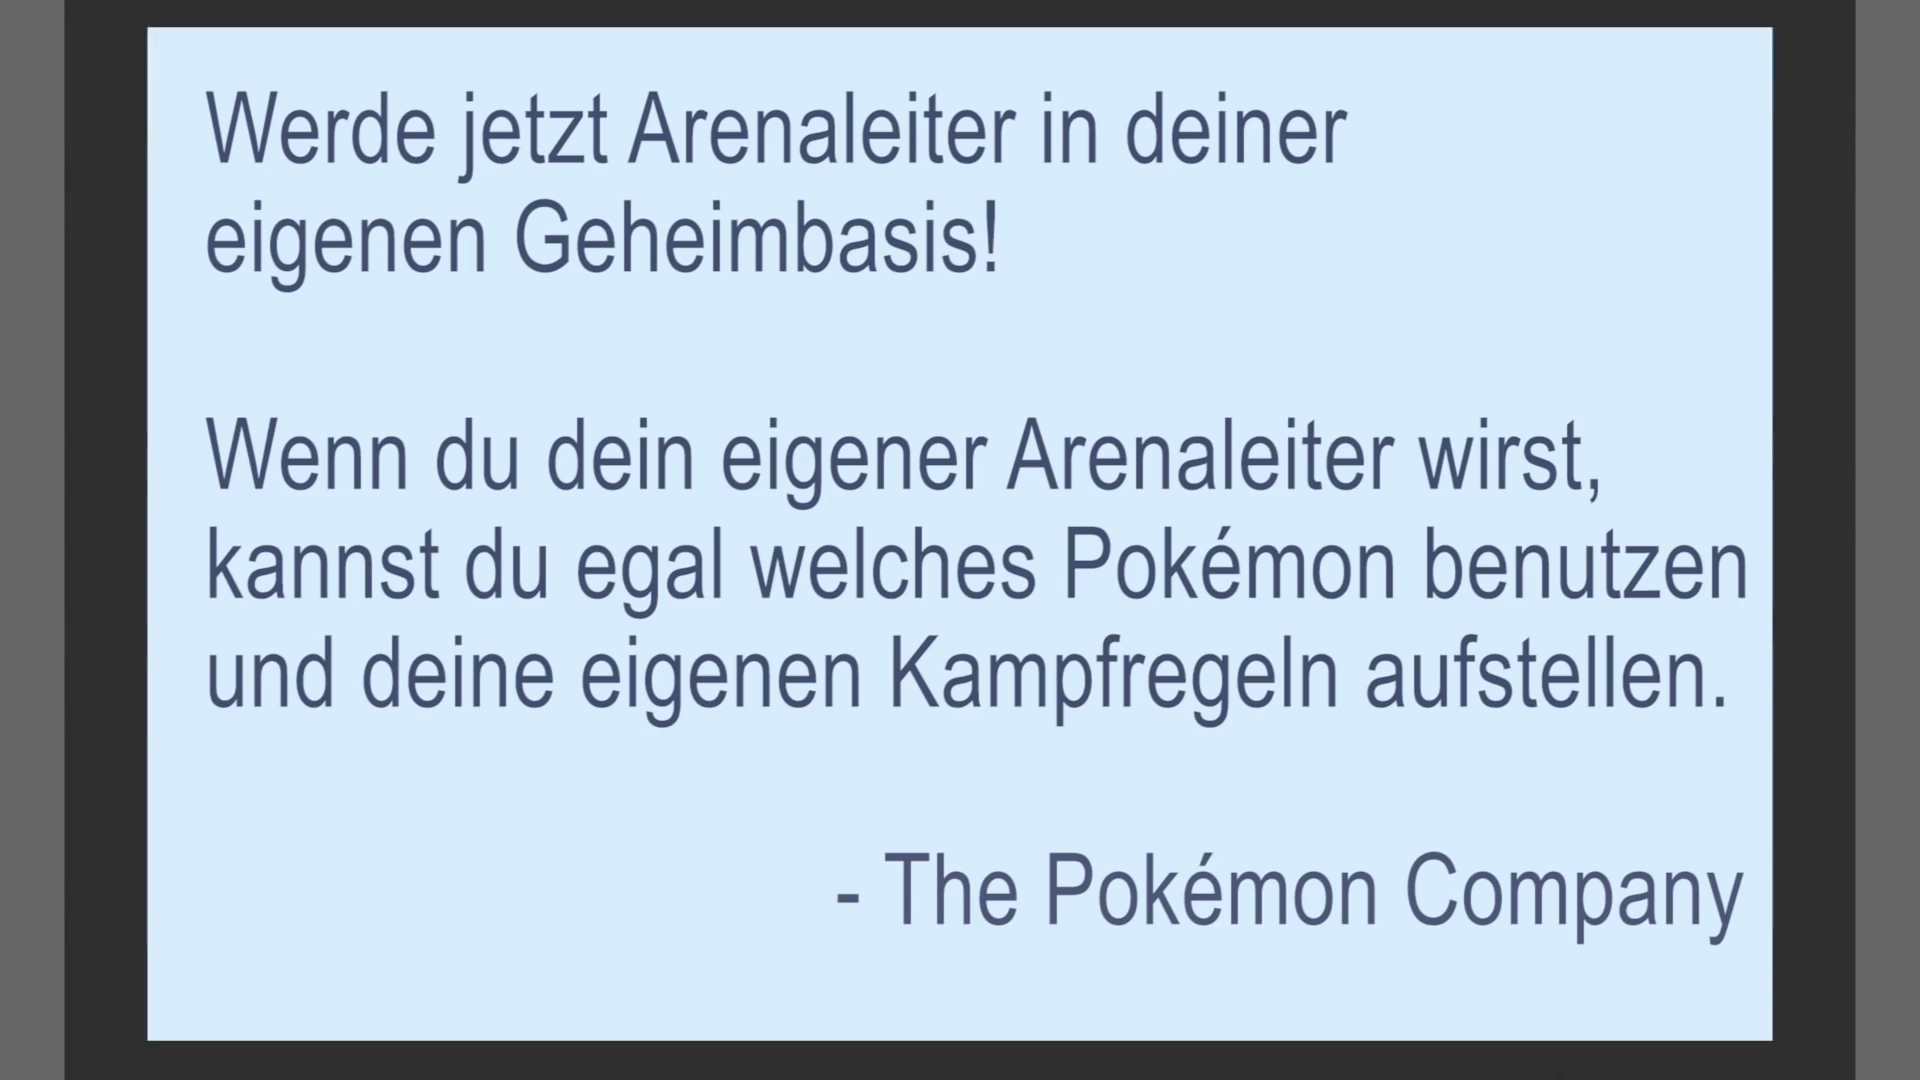 Werde jetzt Arenaleiter in deiner
eigenen Geheimbasis!
Wenn du dein eigener Arenaleiter wirst,
kannst du egal welches Pokémon benutzen
und deine eigenen Kampfregeln aufstellen.
- The Pokémon Company